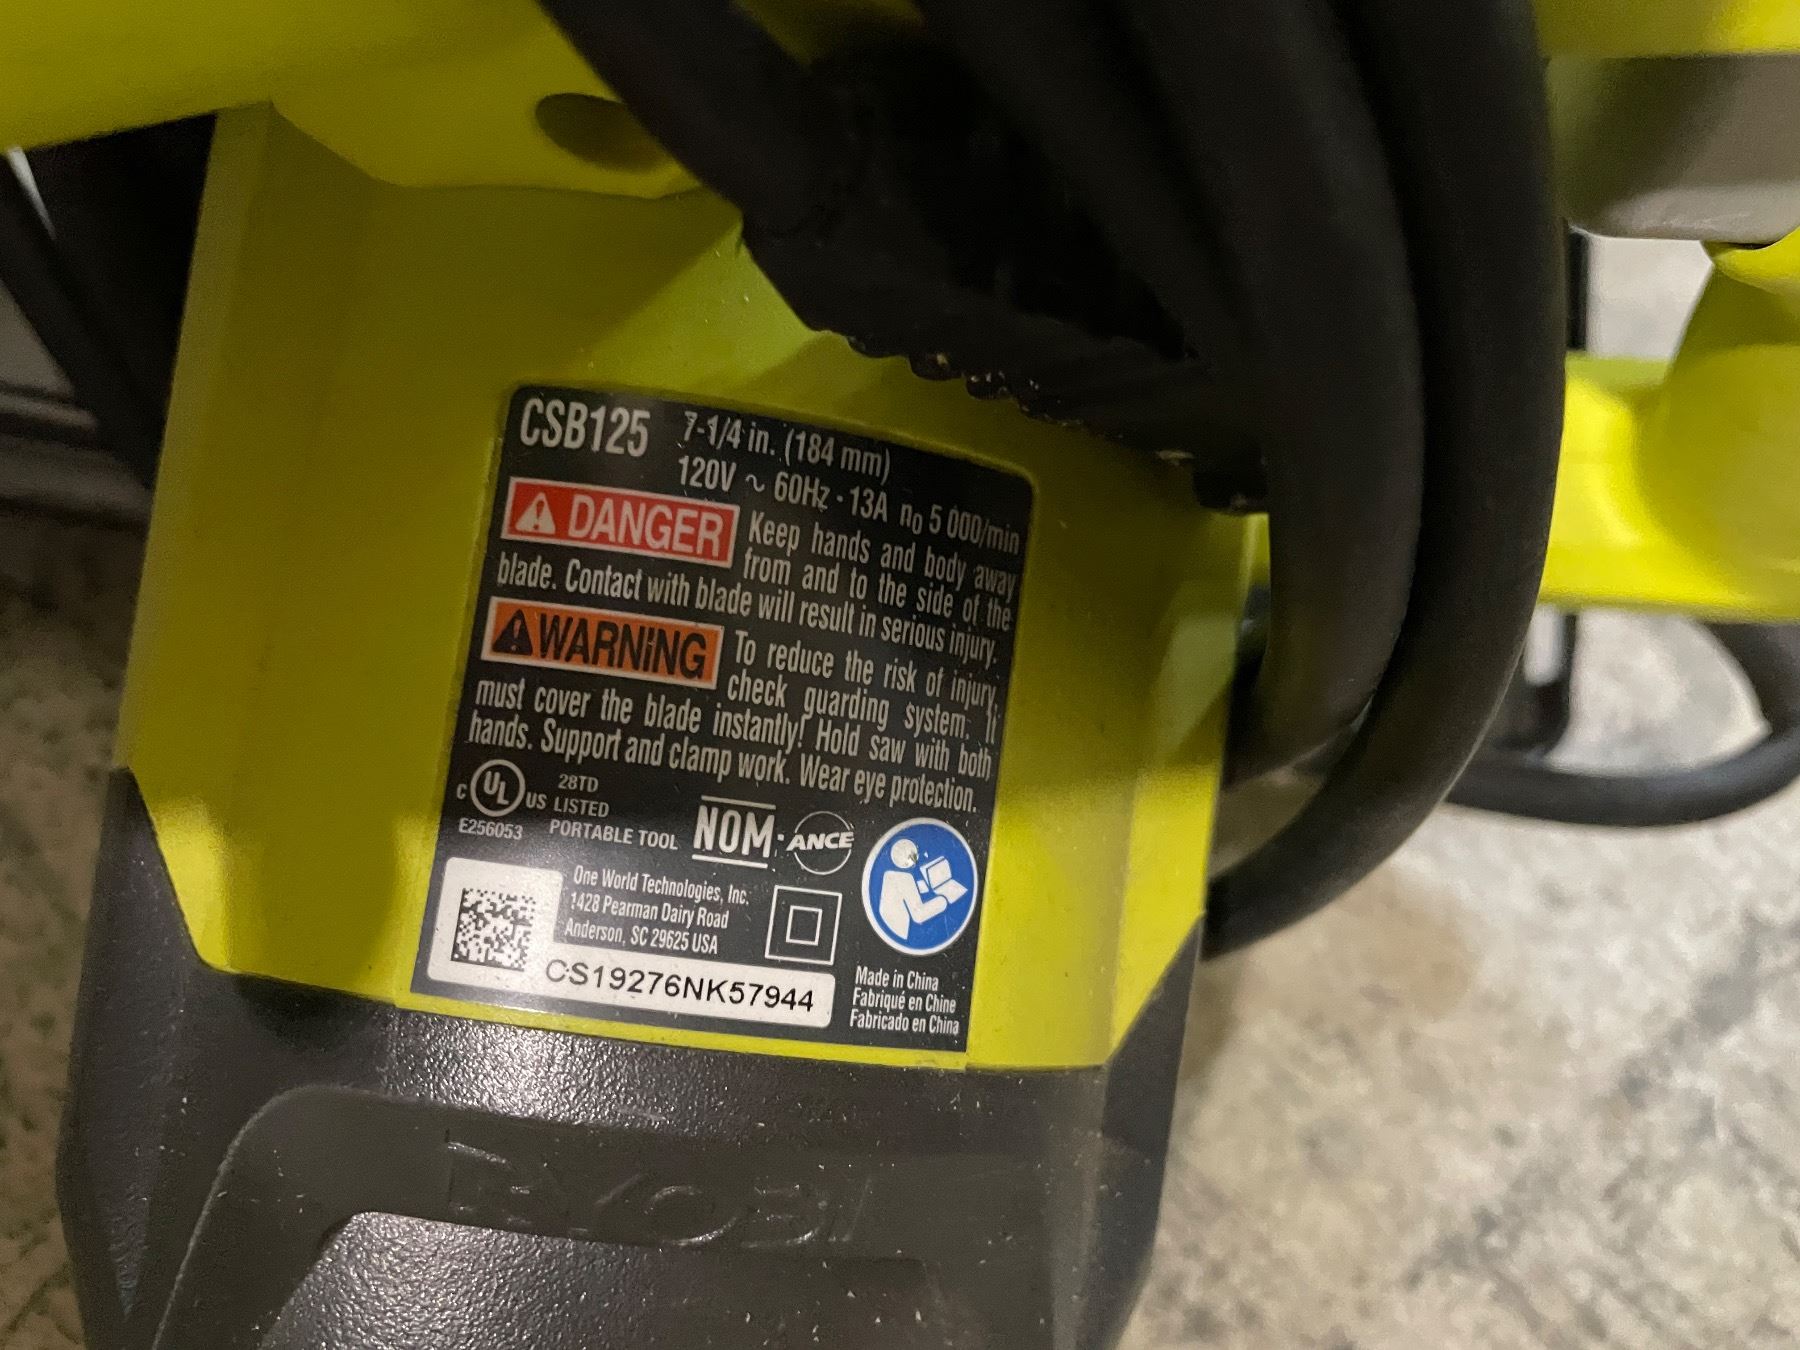 CSB125 7-1/4 in. (184 mm)
120V ~ 60Hz · 13A n₀ 5 000/min
DANGER Keep hands and body away
from and to the side of the
blade. Contact with blade will result in serious injury.
WARNING To reduce the risk of injury,
check guarding system. It
must cover the blade instantly! Hold saw with both
hands. Support and clamp work. Wear eye protection.
C UL US
28TD
LISTED
PORTABLE TOOL
E256053
NOM · ANCE
One World Technologies, Inc.
1428 Pearman Dairy Road
Anderson, SC 29625 USA
CS19276NK57944
Made in China
Fabriqué en Chine
Fabricado en China
RYOBI